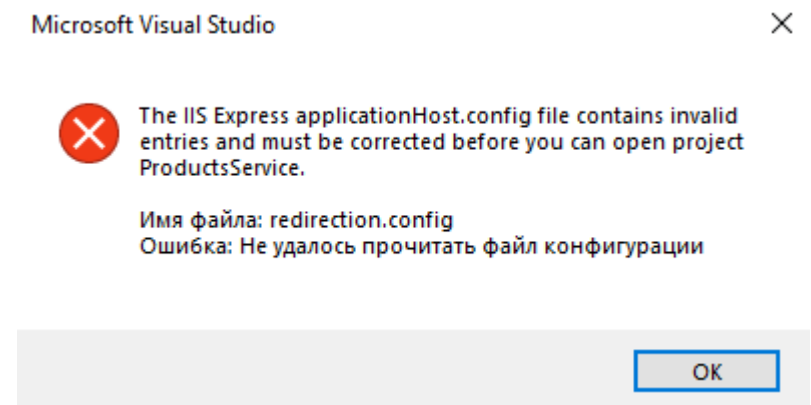 Microsoft Visual Studio
The IIS Express applicationHost.config file contains invalid
entries and must be corrected before you can open project
ProductsService.
Имя файла: redirection.config
Ошибка: Не удалось прочитать файл конфигурации
OK